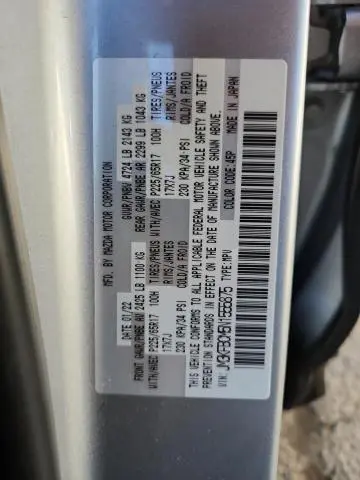 MFD. BY MAZDA MOTOR CORPORATION
DATE: 01/22 GVWR/PNBV 4724 LB 2143 KG
FRONT GAWR/PNBE AV 2425 LB 1100 KG REAR GAWR/PNBE AR 2299 LB 1043 KG
WITH/AVEC P225/65R17 100H TIRES/PNEUS WITH/AVEC P225/65R17 100H TIRES/PNEUS
17X7J RIMS/JANTES 17X7J RIMS/JANTES
230 KPA/34 PSI COLD/A FROID 230 KPA/34 PSI COLD/A FROID
THIS VEHICLE CONFORMS TO ALL APPLICABLE FEDERAL MOTOR VEHICLE SAFETY AND THEFT
PREVENTION STANDARDS IN EFFECT ON THE DATE OF MANUFACTURE SHOWN ABOVE.
MADE IN JAPAN
VIN: TYPE:MPV COLOR CODE:45P